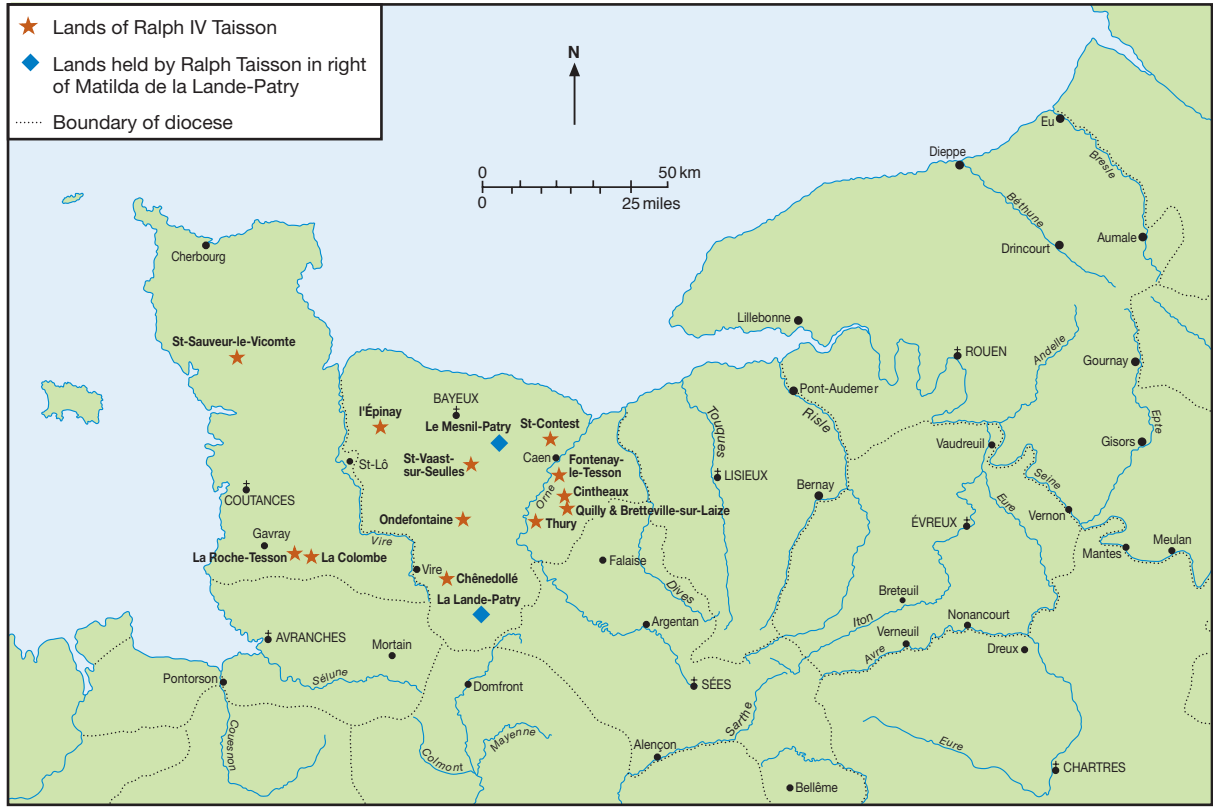 Lands of Ralph IV Taisson
Lands held by Ralph Taisson in right
of Matilda de la Lande-Patry
Boundary of diocese
N
0
50 km
0
25 miles
Eu
Bresle
Dieppe
Béthune
Drincourt
Aumale
Cherbourg
Lillebonne
St-Sauveur-le-Vicomte
ROUEN
Andelle
Gournay
Pont-Audemer
Risle
Epte
l'Épinay
BAYEUX
Le Mesnil-Patry
St-Contest
Touques
Vaudreuil
Gisors
St-Lô
St-Vaast-
sur-Seulles
Caen
Fontenay-
le-Tesson
LISIEUX
Seine
COUTANCES
Orne
Cintheaux
Bernay
Eure
Quilly & Bretteville-sur-Laize
Vernon
Ondefontaine
Thury
ÉVREUX
Gavray
Vire
Mantes
Meulan
La Roche-Tesson
La Colombe
Falaise
Vire
Chênedollé
Dives
Breteuil
La Lande-Patry
Iton
Nonancourt
Argentan
AVRANCHES
Verneuil
Mortain
Avre
Dreux
Pontorson
Sélune
Domfront
SÉES
Couesnon
Sarthe
Mayenne
Alençon
Eure
Colmont
CHARTRES
Bellême